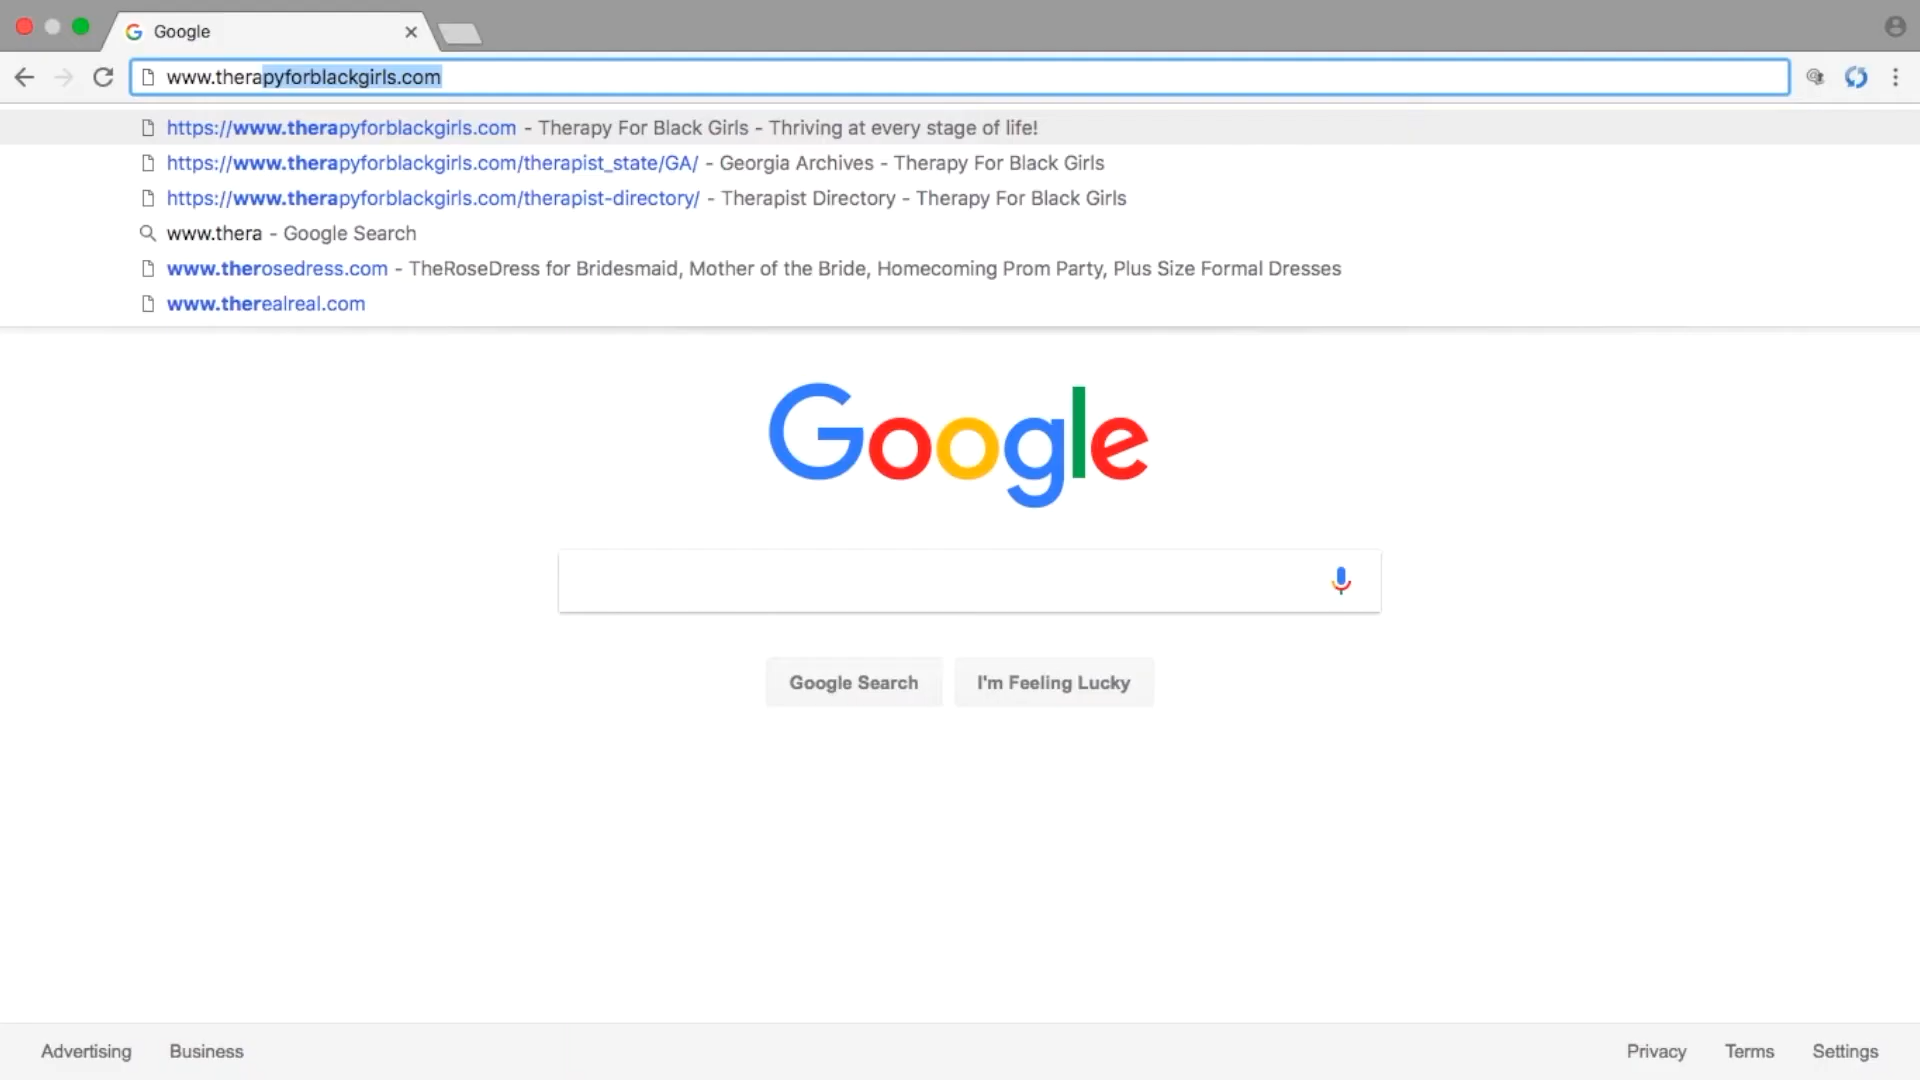 Google
www.therapyforblackgirls.com
https://www.therapyforblackgirls.com - Therapy For Black Girls - Thriving at every stage of life!
https://www.therapyforblackgirls.com/therapist_state/GA/ - Georgia Archives - Therapy For Black Girls
https://www.therapyforblackgirls.com/therapist-directory/ - Therapist Directory - Therapy For Black Girls
www.thera - Google Search
www.therosedress.com - TheRoseDress for Bridesmaid, Mother of the Bride, Homecoming Prom Party, Plus Size Formal Dresses
www.therealreal.com
Google
Google Search I'm Feeling Lucky
Advertising Business Privacy Terms Settings